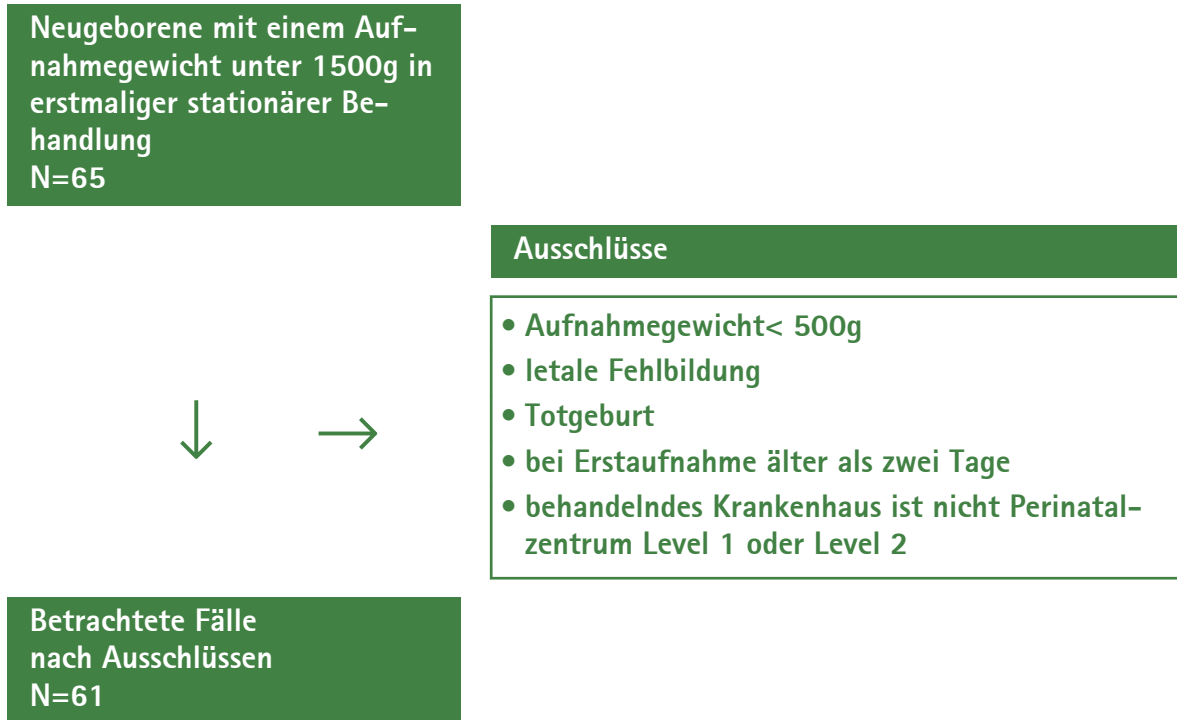 Neugeborene mit einem Auf-
nahmegewicht unter 1500g in
erstmaliger stationärer Be-
handlung
N=65
Ausschlüsse
• Aufnahmegewicht< 500g
• letale Fehlbildung
• Totgeburt
• bei Erstaufnahme älter als zwei Tage
• behandelndes Krankenhaus ist nicht Perinatal-
zentrum Level 1 oder Level 2
Betrachtete Fälle
nach Ausschlüssen
N=61